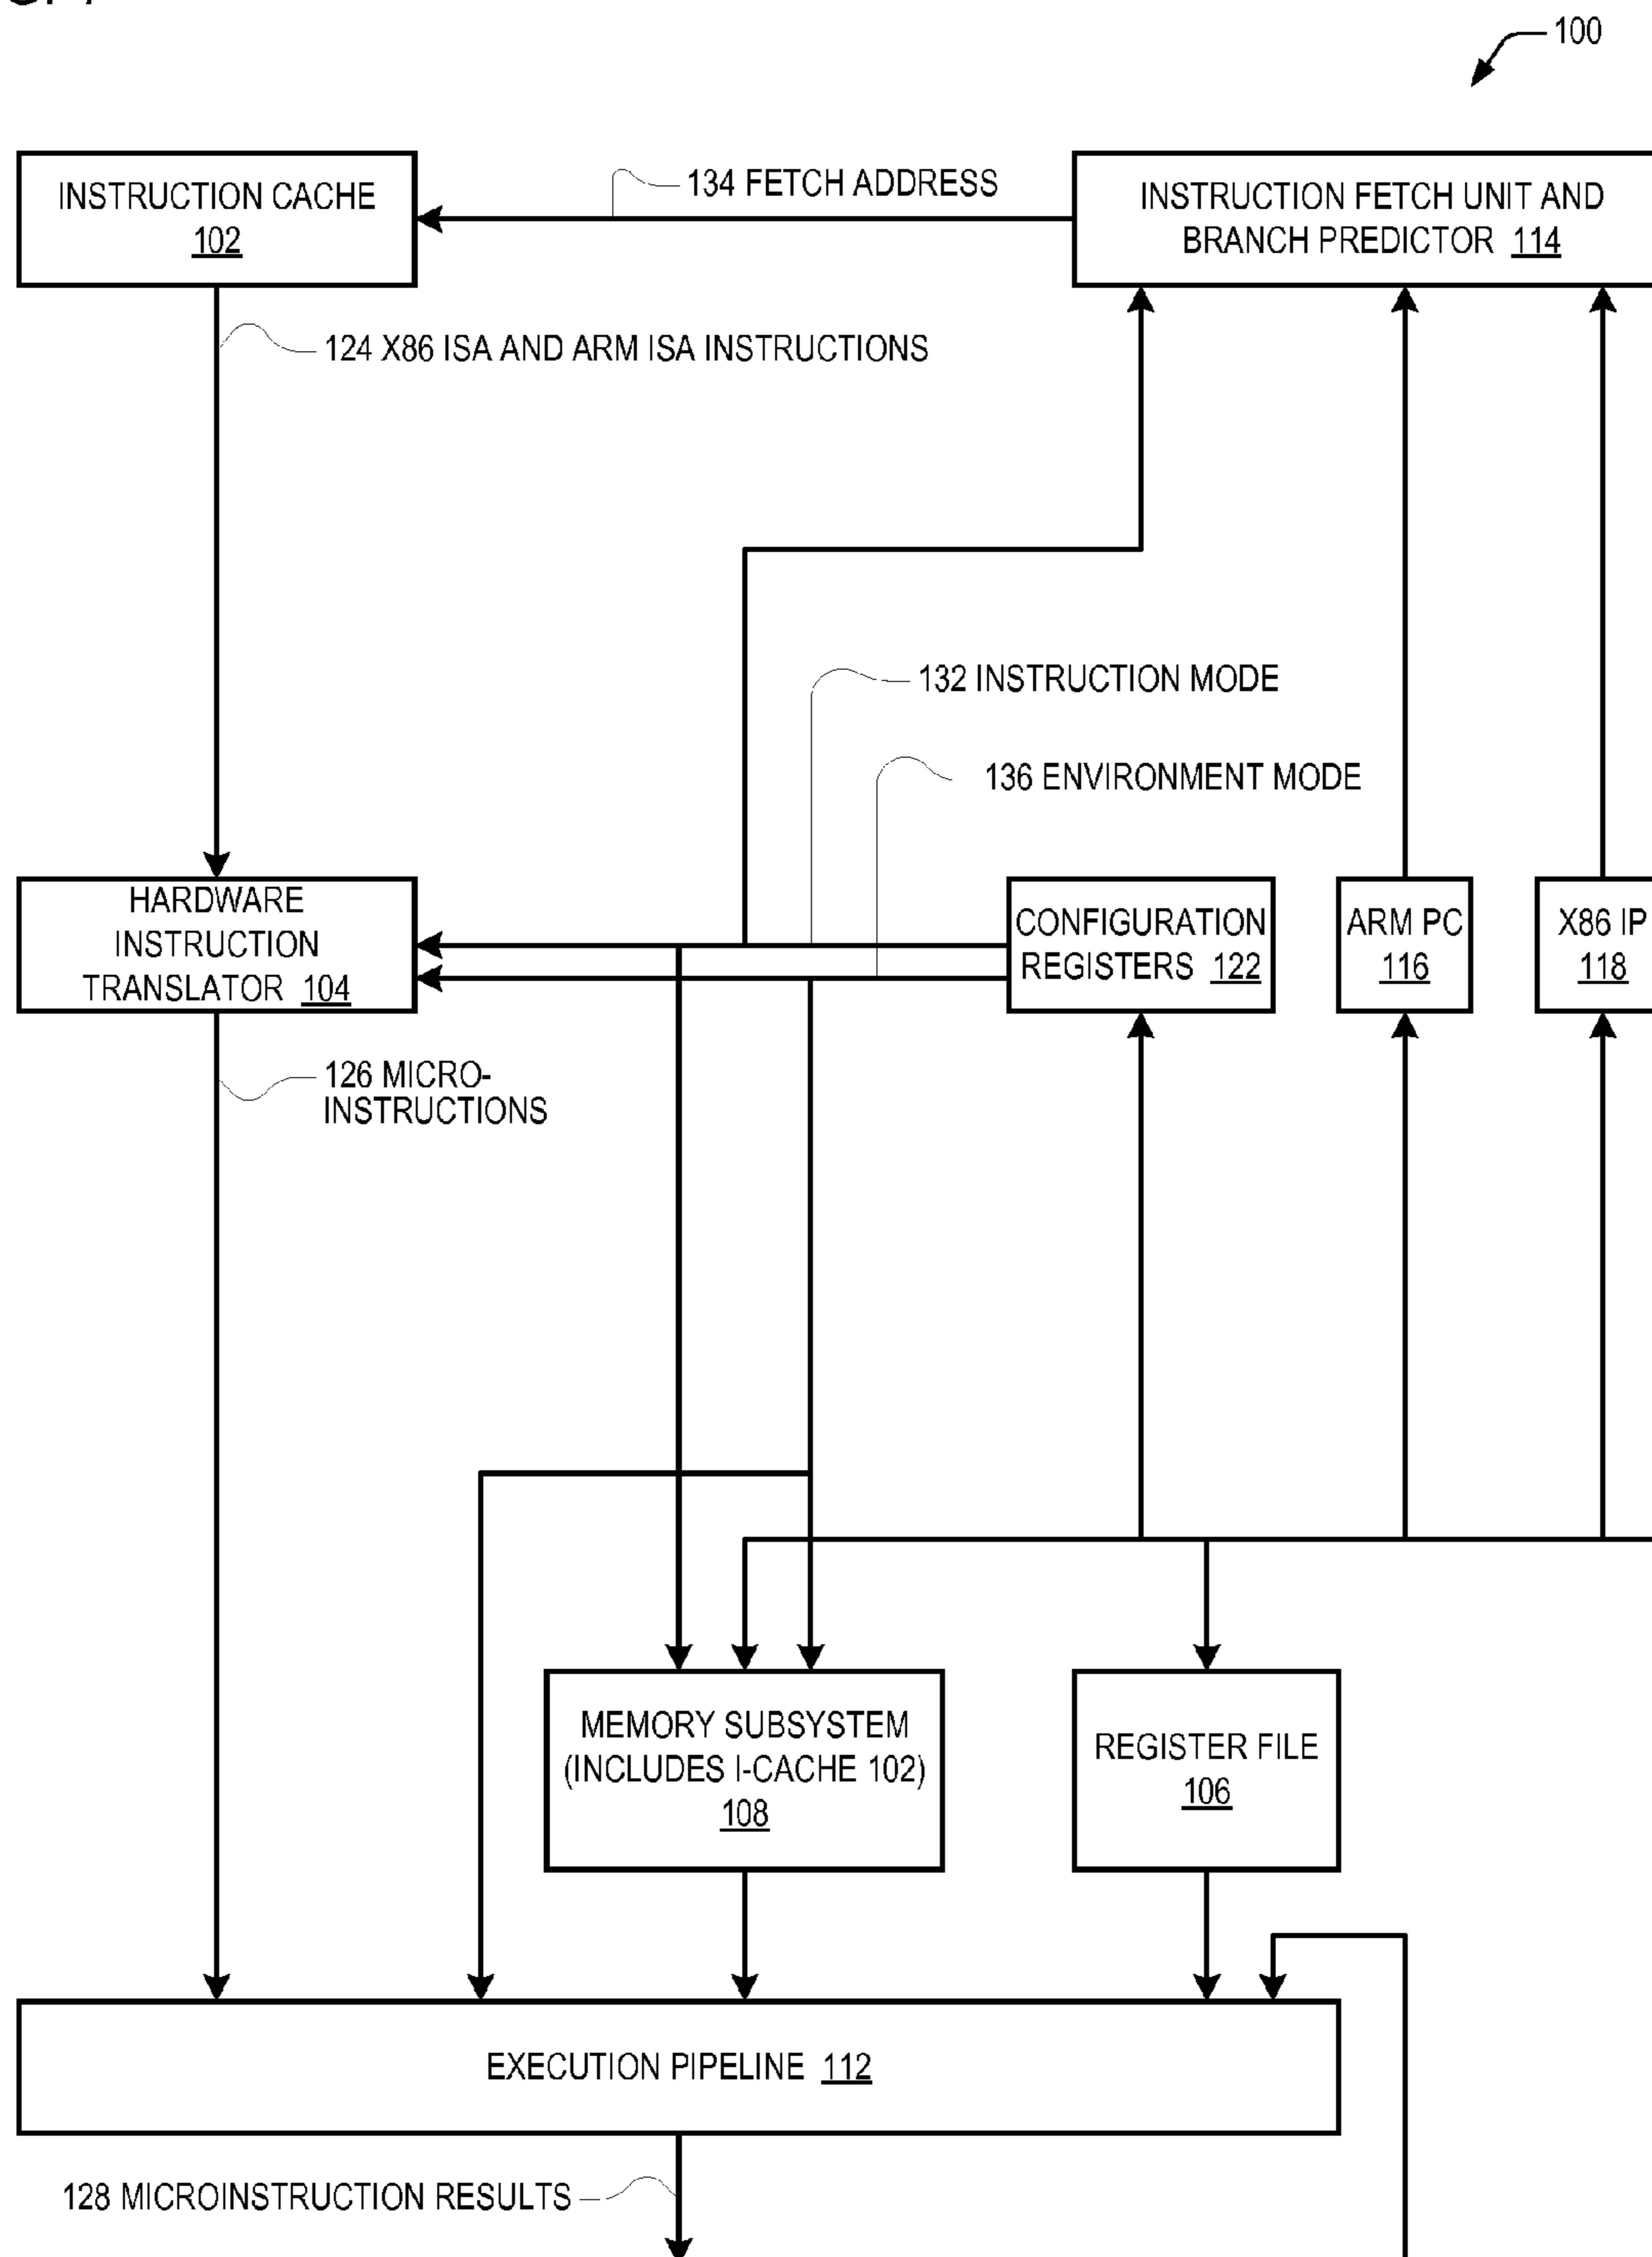 100
INSTRUCTION CACHE
102
134 FETCH ADDRESS
INSTRUCTION FETCH UNIT AND
BRANCH PREDICTOR 114
124 X86 ISA AND ARM ISA INSTRUCTIONS
132 INSTRUCTION MODE
136 ENVIRONMENT MODE
HARDWARE
INSTRUCTION
TRANSLATOR 104
CONFIGURATION
REGISTERS 122
ARM PC
116
X86 IP
118
126 MICRO-
INSTRUCTIONS
MEMORY SUBSYSTEM
(INCLUDES I-CACHE 102)
108
REGISTER FILE
106
EXECUTION PIPELINE 112
128 MICROINSTRUCTION RESULTS